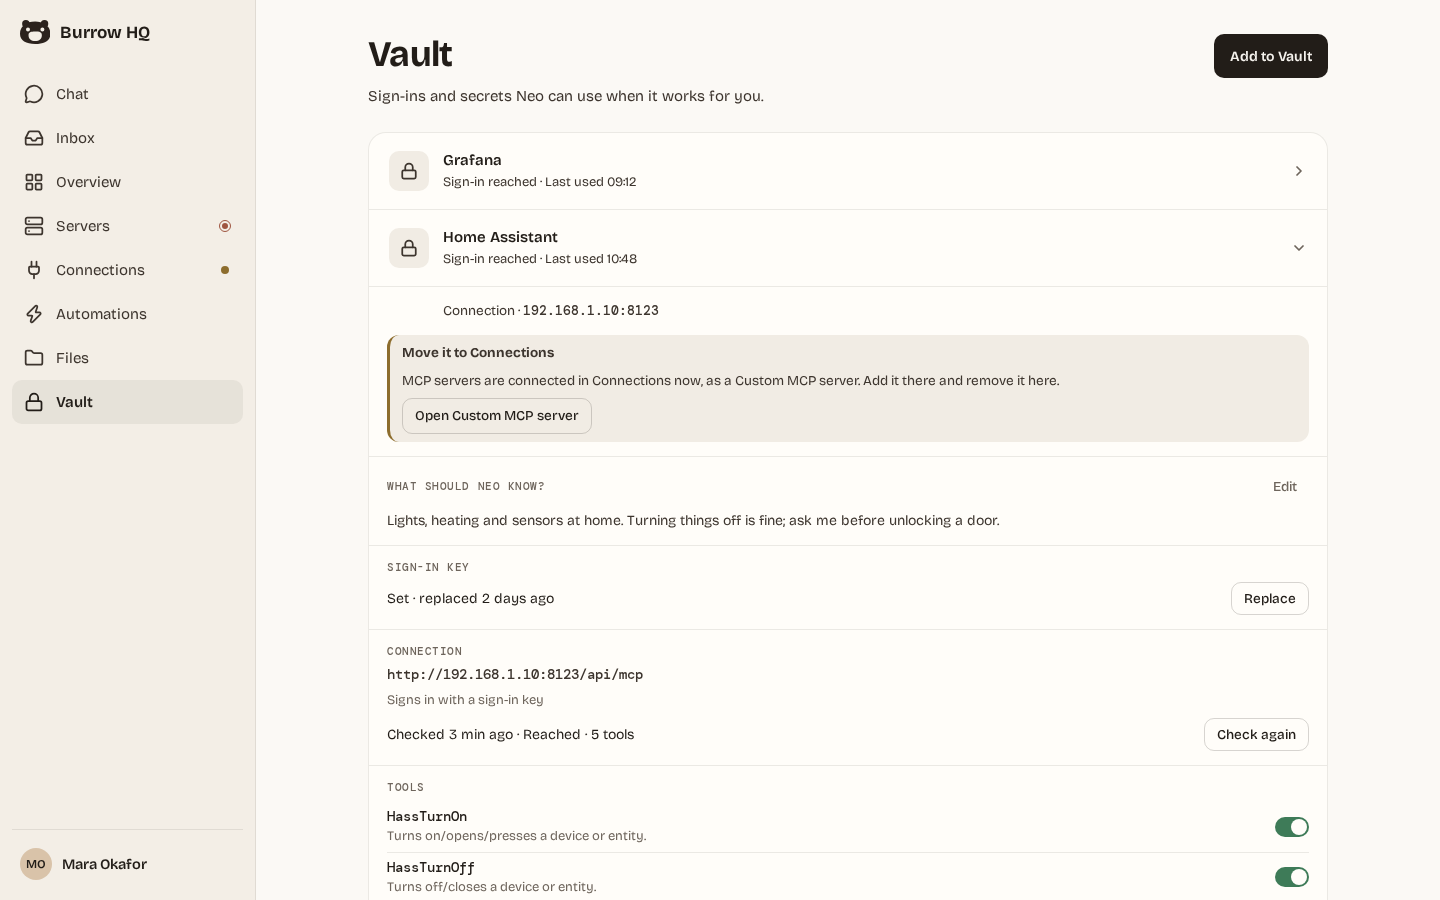 Burrow HQ
Chat
Inbox
Overview
Servers
Connections
Automations
Files
Vault
MO
Mara Okafor
Vault
Add to Vault
Sign-ins and secrets Neo can use when it works for you.
Grafana
Sign-in reached · Last used 09:12
Home Assistant
Sign-in reached · Last used 10:48
Connection · 192.168.1.10:8123
Move it to Connections
MCP servers are connected in Connections now, as a Custom MCP server. Add it there and remove it here.
Open Custom MCP server
WHAT SHOULD NEO KNOW?
Edit
Lights, heating and sensors at home. Turning things off is fine; ask me before unlocking a door.
SIGN-IN KEY
Set · replaced 2 days ago
Replace
CONNECTION
http://192.168.1.10:8123/api/mcp
Signs in with a sign-in key
Checked 3 min ago · Reached · 5 tools
Check again
TOOLS
HassTurnOn
Turns on/opens/presses a device or entity.
HassTurnOff
Turns off/closes a device or entity.